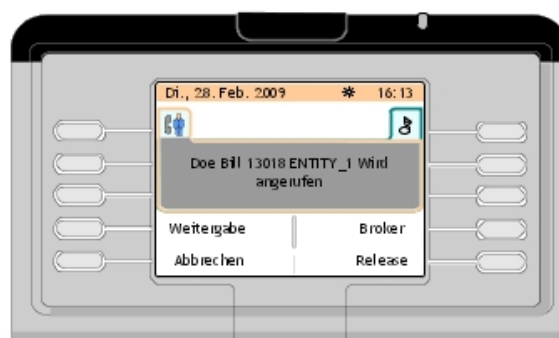 Di., 28. Feb. 2009 16:13
Doe Bill 13018 ENTITY_1 Wird
angerufen
Weitergabe Broker
Abbrechen Release